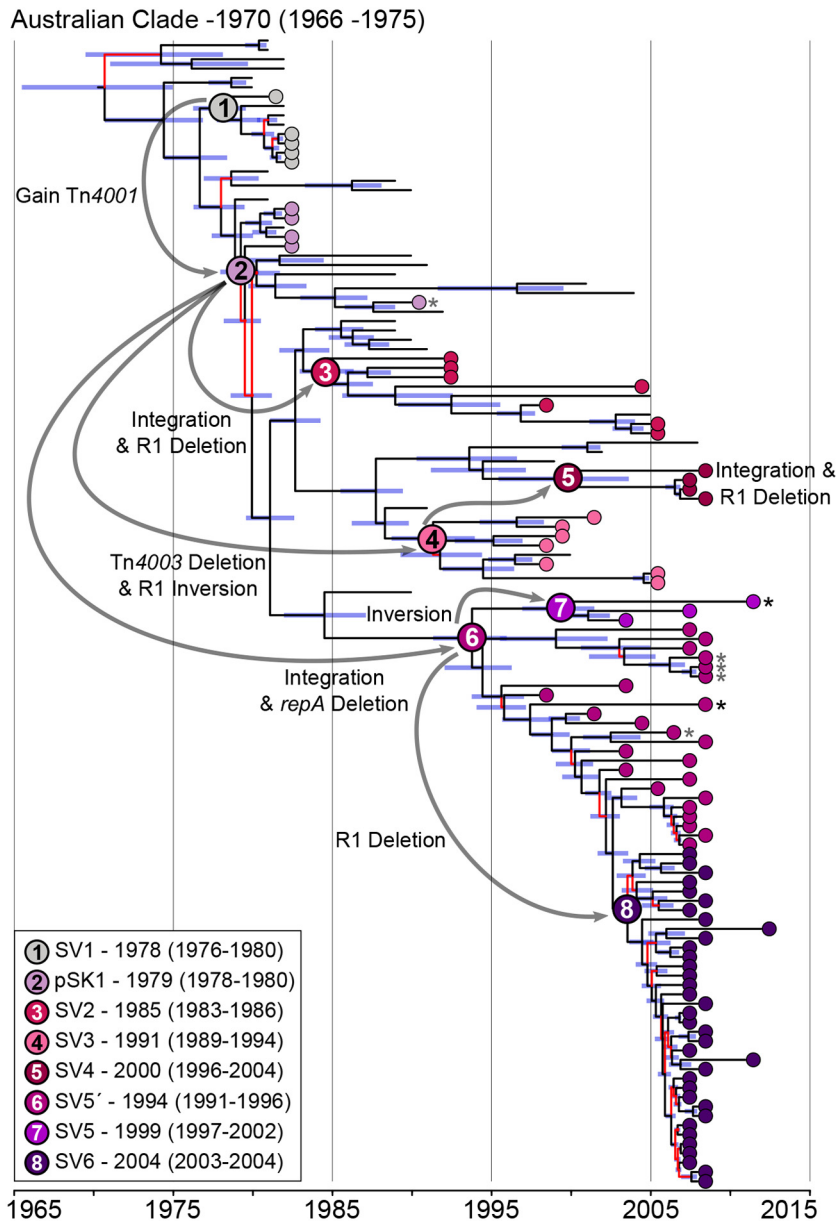 Australian Clade -1970 (1966 -1975)
1
Gain Tn4001
2
*
3
Integration
& R1 Deletion
5
Integration &
R1 Deletion
4
Tn4003 Deletion
& R1 Inversion
Inversion
7
*
6
*
*
*
Integration
& repA Deletion
*
*
R1 Deletion
8
1 SV1 - 1978 (1976-1980)
2 pSK1 - 1979 (1978-1980)
3 SV2 - 1985 (1983-1986)
4 SV3 - 1991 (1989-1994)
5 SV4 - 2000 (1996-2004)
6 SV5´ - 1994 (1991-1996)
7 SV5 - 1999 (1997-2002)
8 SV6 - 2004 (2003-2004)
1965 1975 1985 1995 2005 2015